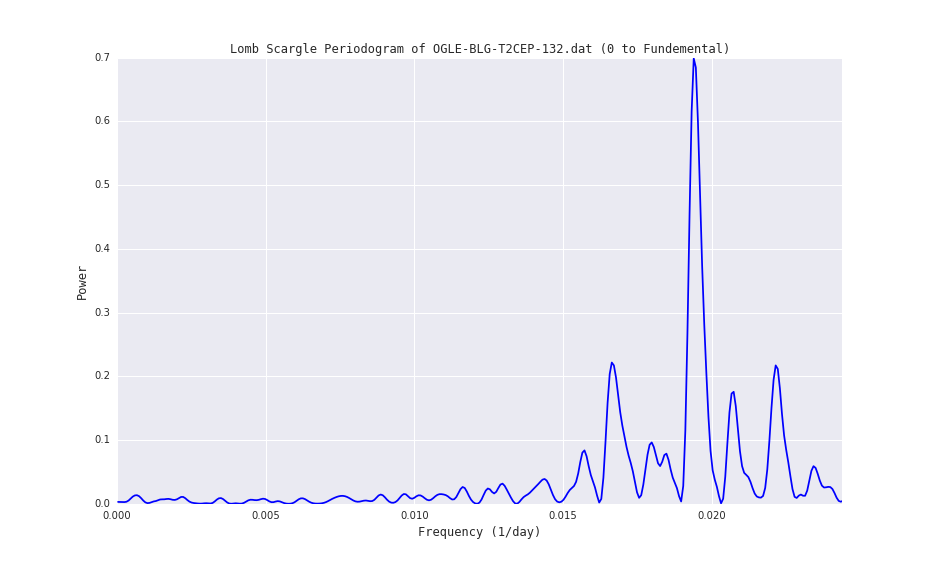 Lomb Scargle Periodogram of OGLE-BLG-T2CEP-132.dat (0 to Fundemental)
0.7
0.6
0.5
0.4
0.3
0.2
0.1
0.0
Power
0.000 0.005 0.010 0.015 0.020
Frequency (1/day)